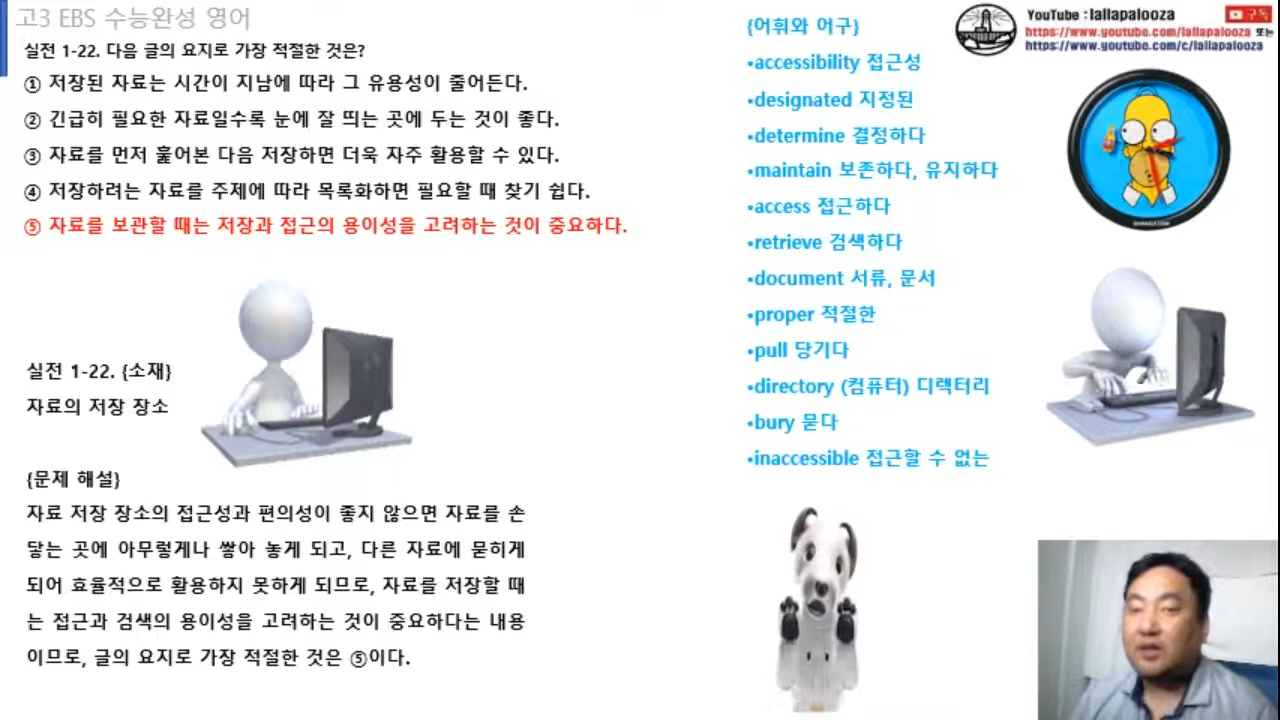 고3 EBS 수능완성 영어
실전 1-22. 다음 글의 요지로 가장 적절한 것은?
① 저장된 자료는 시간이 지남에 따라 그 유용성이 줄어든다.
② 긴급히 필요한 자료일수록 눈에 잘 띄는 곳에 두는 것이 좋다.
③ 자료를 먼저 훑어본 다음 저장하면 더욱 자주 활용할 수 있다.
④ 저장하려는 자료를 주제에 따라 목록화하면 필요할 때 찾기 쉽다.
⑤ 자료를 보관할 때는 저장과 접근의 용이성을 고려하는 것이 중요하다.
실전 1-22. {소재}
자료의 저장 장소
{문제 해설}
자료 저장 장소의 접근성과 편의성이 좋지 않으면 자료를 손
닿는 곳에 아무렇게나 쌓아 놓게 되고, 다른 자료에 묻히게
되어 효율적으로 활용하지 못하게 되므로, 자료를 저장할 때
는 접근과 검색의 용이성을 고려하는 것이 중요하다는 내용
이므로, 글의 요지로 가장 적절한 것은 ⑤이다.
{어휘와 어구}
•accessibility 접근성
•designated 지정된
•determine 결정하다
•maintain 보존하다, 유지하다
•access 접근하다
•retrieve 검색하다
•document 서류, 문서
•proper 적절한
•pull 당기다
•directory (컴퓨터) 디렉터리
•bury 묻다
•inaccessible 접근할 수 없는
YouTube : lallapalooza
구독
https://www.youtube.com/lallapalooza 또는
https://www.youtube.com/c/lallapalooza